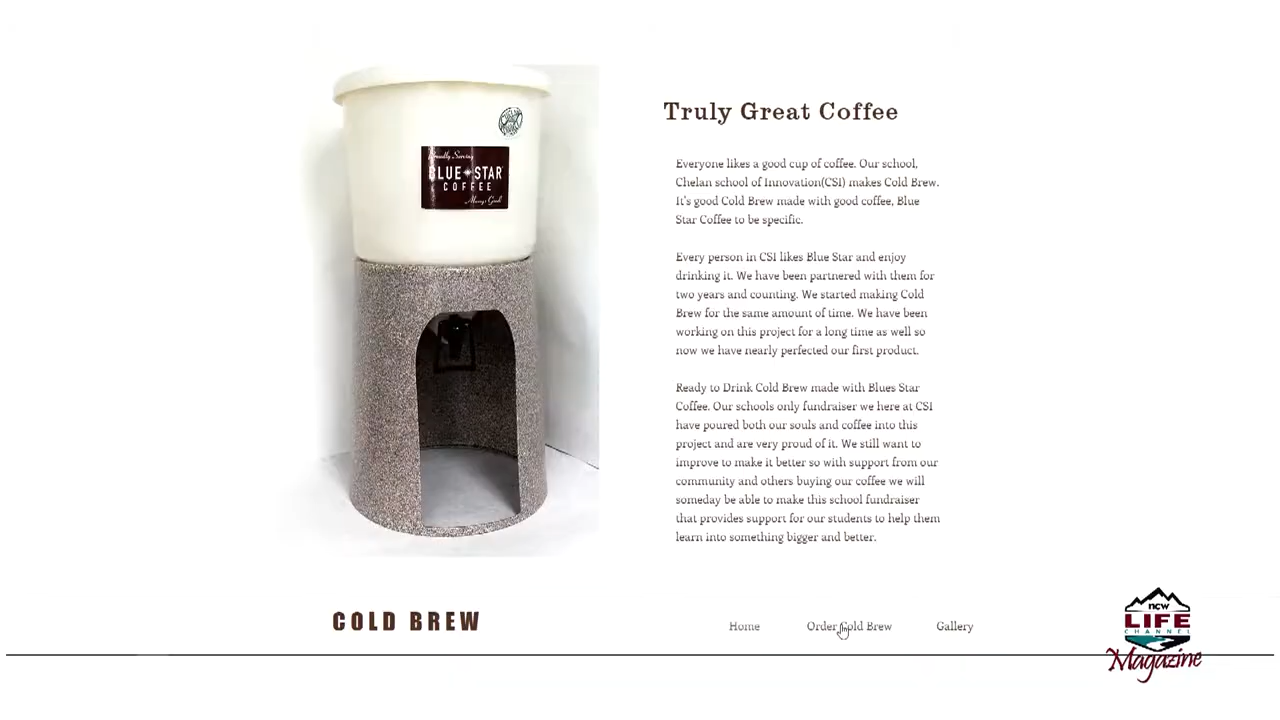 Proudly Serving
BLUE STAR
COFFEE
Always Good!
Truly Great Coffee
Everyone likes a good cup of coffee. Our school,
Chelan school of Innovation(CSI) makes Cold Brew.
It's good Cold Brew made with good coffee, Blue
Star Coffee to be specific.
Every person in CSI likes Blue Star and enjoy
drinking it. We have been partnered with them for
two years and counting. We started making Cold
Brew for the same amount of time. We have been
working on this project for a long time as well so
now we have nearly perfected our first product.
Ready to Drink Cold Brew made with Blues Star
Coffee. Our schools only fundraiser we here at CSI
have poured both our souls and coffee into this
project and are very proud of it. We still want to
improve to make it better so with support from our
community and others buying our coffee we will
someday be able to make this school fundraiser
that provides support for our students to help them
learn into something bigger and better.
COLD BREW
Home
Order Cold Brew
Gallery
ncw
LIFE
CHANNEL
Magazine